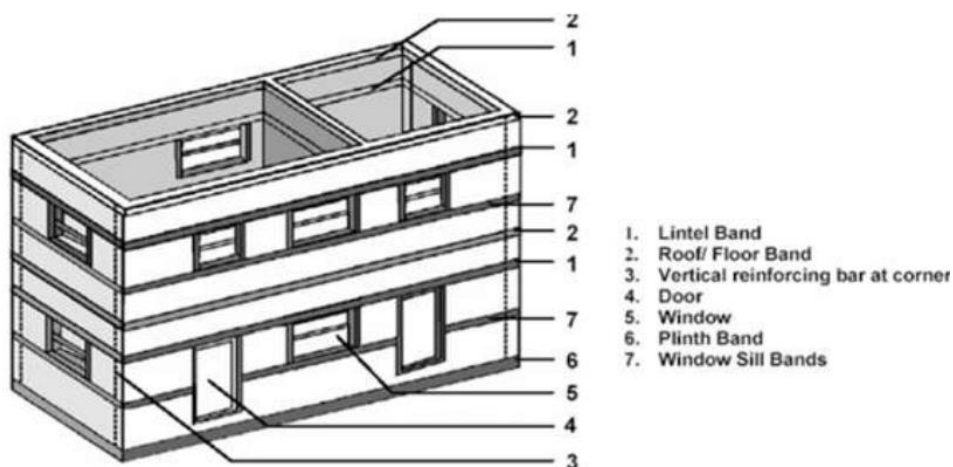 2
1
2
1
7
2
1
7
6
5
4
3
1. Lintel Band
2. Roof/ Floor Band
3. Vertical reinforcing bar at corner
4. Door
5. Window
6. Plinth Band
7. Window Sill Bands